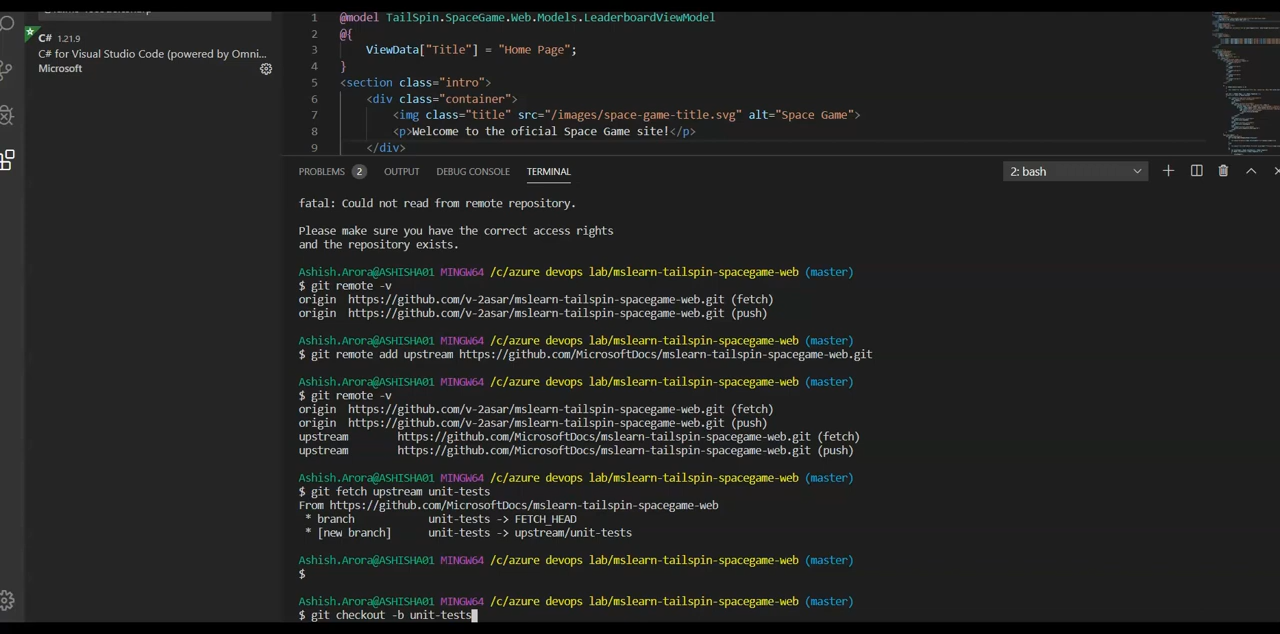 C# 1.21.9
C# for Visual Studio Code (powered by Omni...
Microsoft
1 @model TailSpin.SpaceGame.Web.Models.LeaderboardViewModel
2 @{
3 ViewData["Title"] = "Home Page";
4 }
5 <section class="intro">
6 <div class="container">
7 <img class="title" src="/images/space-game-title.svg" alt="Space Game">
8 <p>Welcome to the oficial Space Game site!</p>
9 </div>
PROBLEMS 2 OUTPUT DEBUG CONSOLE TERMINAL 2: bash
fatal: Could not read from remote repository.
Please make sure you have the correct access rights
and the repository exists.
Ashish.Arora@ASHISHA01 MINGW64 /c/azure devops lab/mslearn-tailspin-spacegame-web (master)
$ git remote -v
origin https://github.com/v-2asar/mslearn-tailspin-spacegame-web.git (fetch)
origin https://github.com/v-2asar/mslearn-tailspin-spacegame-web.git (push)
Ashish.Arora@ASHISHA01 MINGW64 /c/azure devops lab/mslearn-tailspin-spacegame-web (master)
$ git remote add upstream https://github.com/MicrosoftDocs/mslearn-tailspin-spacegame-web.git
Ashish.Arora@ASHISHA01 MINGW64 /c/azure devops lab/mslearn-tailspin-spacegame-web (master)
$ git remote -v
origin https://github.com/v-2asar/mslearn-tailspin-spacegame-web.git (fetch)
origin https://github.com/v-2asar/mslearn-tailspin-spacegame-web.git (push)
upstream https://github.com/MicrosoftDocs/mslearn-tailspin-spacegame-web.git (fetch)
upstream https://github.com/MicrosoftDocs/mslearn-tailspin-spacegame-web.git (push)
Ashish.Arora@ASHISHA01 MINGW64 /c/azure devops lab/mslearn-tailspin-spacegame-web (master)
$ git fetch upstream unit-tests
From https://github.com/MicrosoftDocs/mslearn-tailspin-spacegame-web
* branch unit-tests -> FETCH_HEAD
* [new branch] unit-tests -> upstream/unit-tests
Ashish.Arora@ASHISHA01 MINGW64 /c/azure devops lab/mslearn-tailspin-spacegame-web (master)
$
Ashish.Arora@ASHISHA01 MINGW64 /c/azure devops lab/mslearn-tailspin-spacegame-web (master)
$ git checkout -b unit-tests